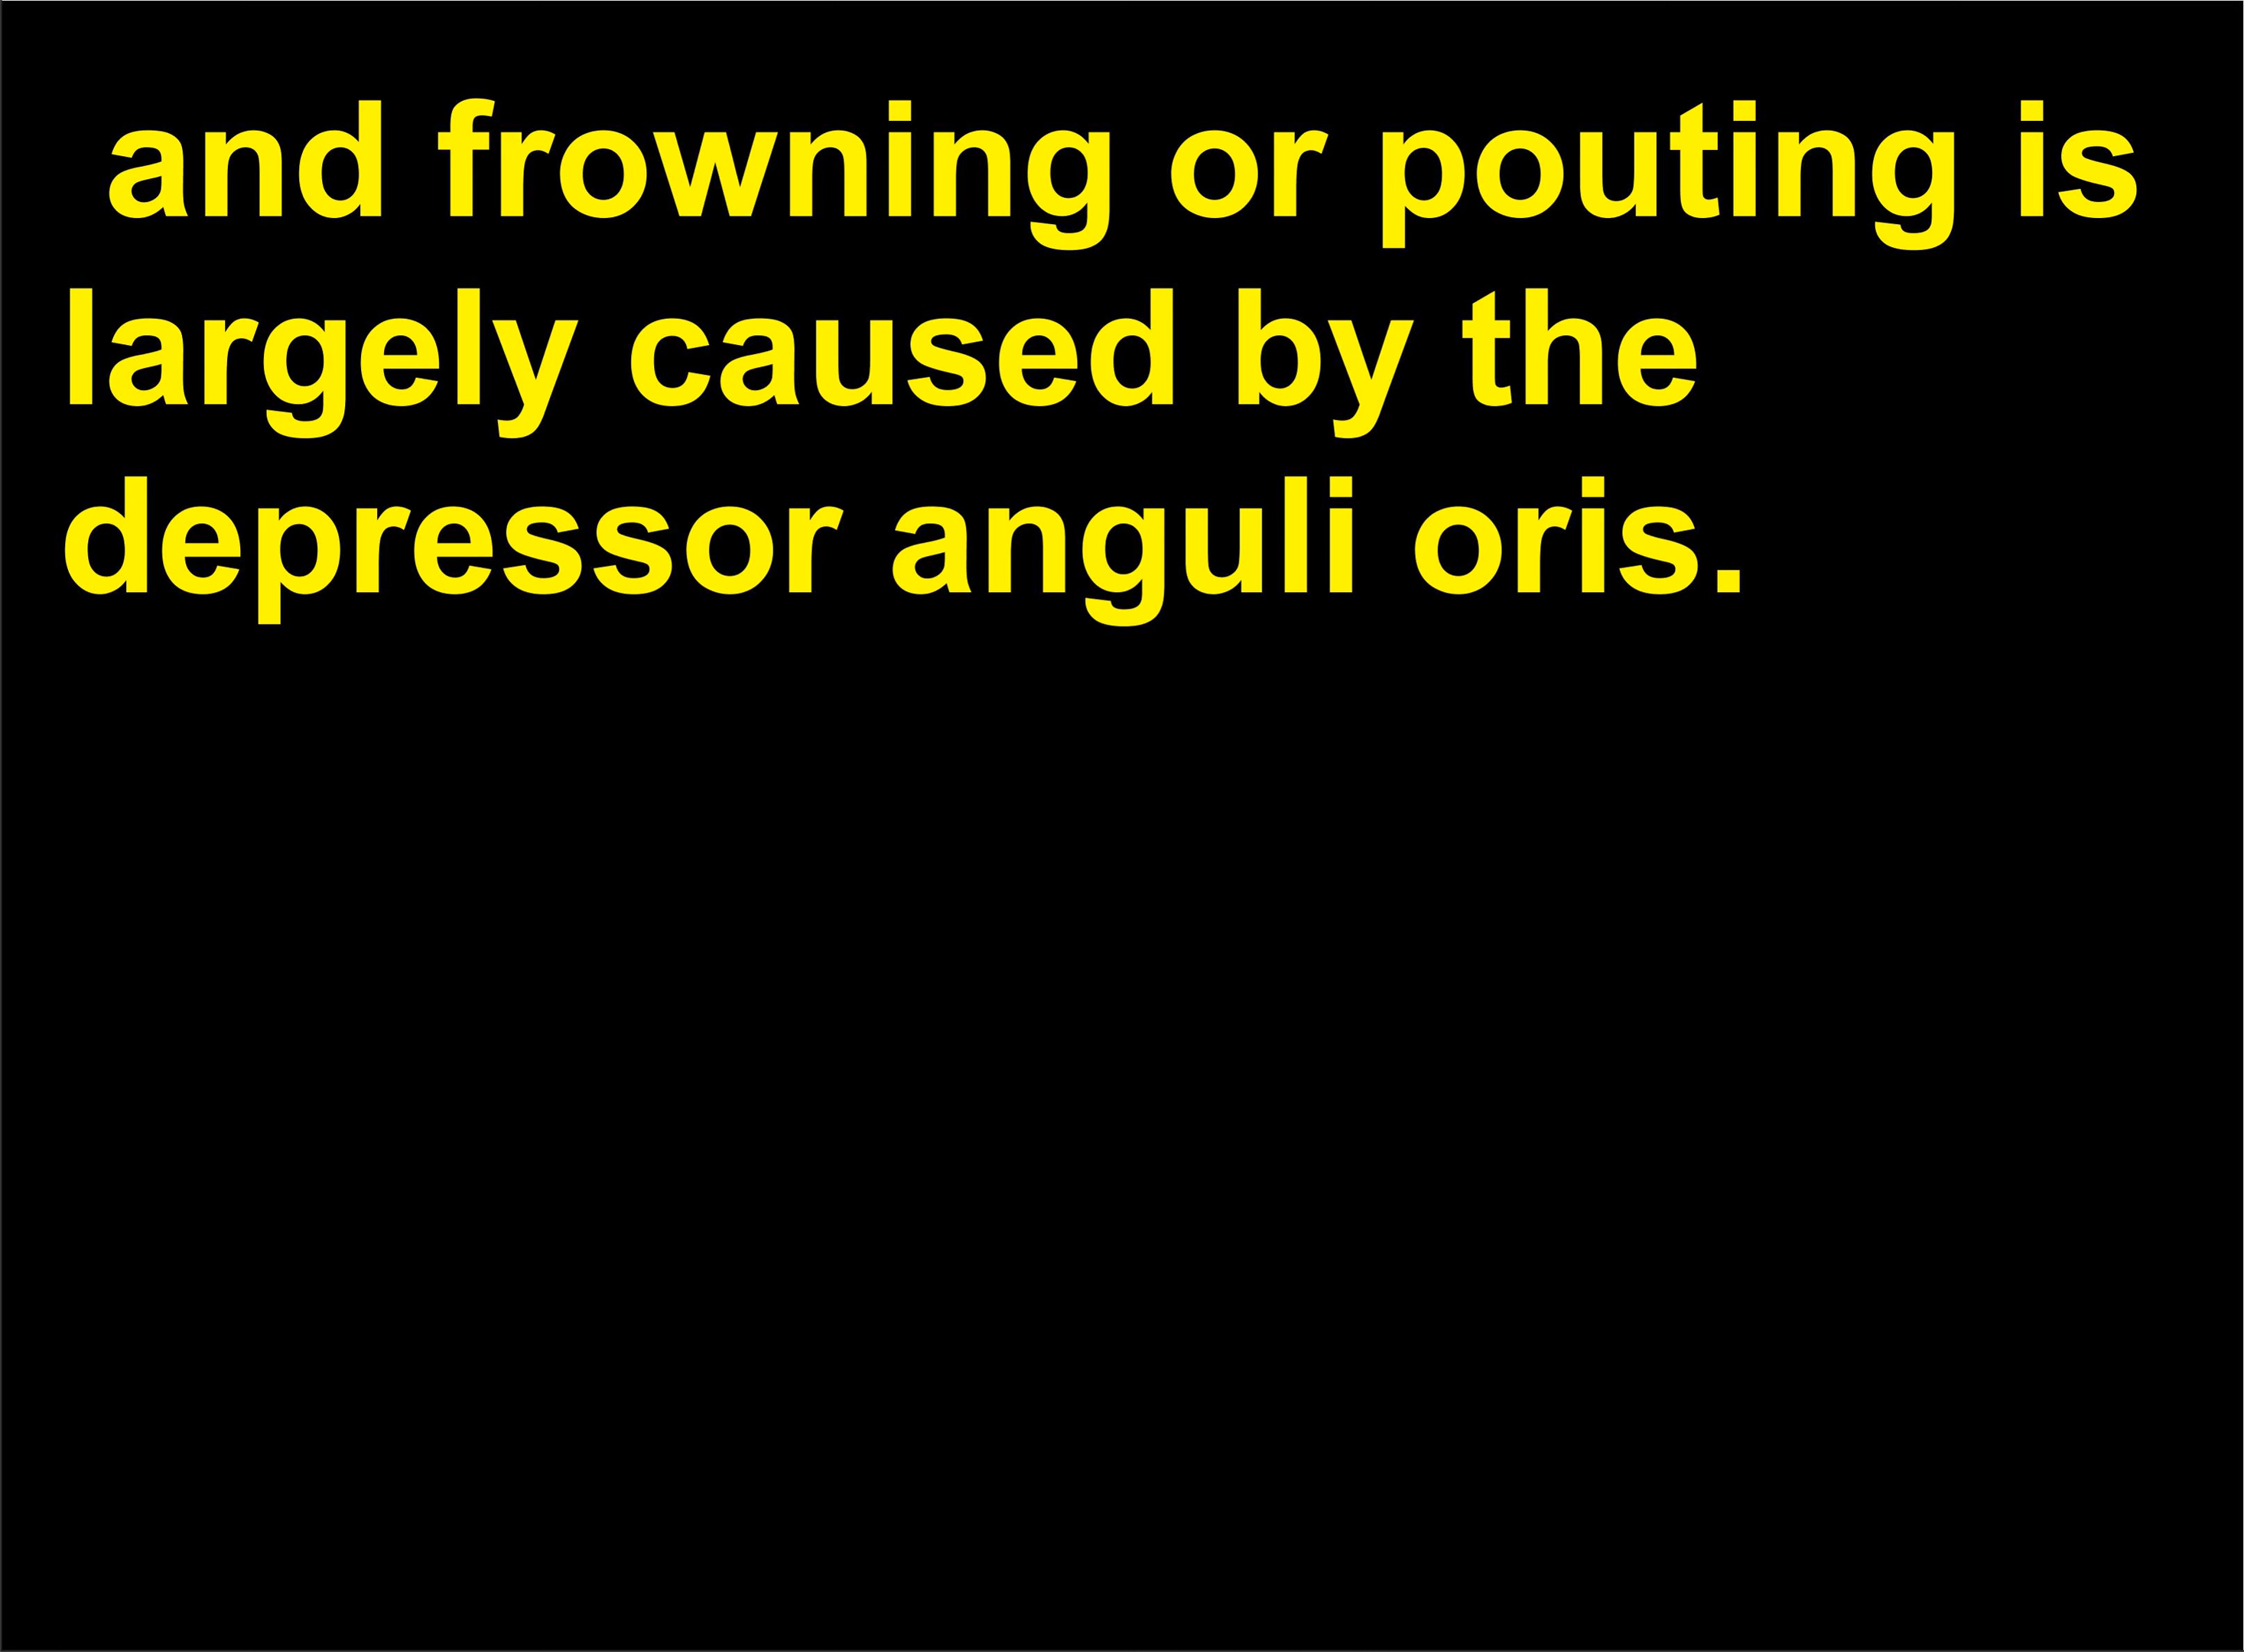 and frowning or pouting is
largely caused by the
depressor anguli oris.